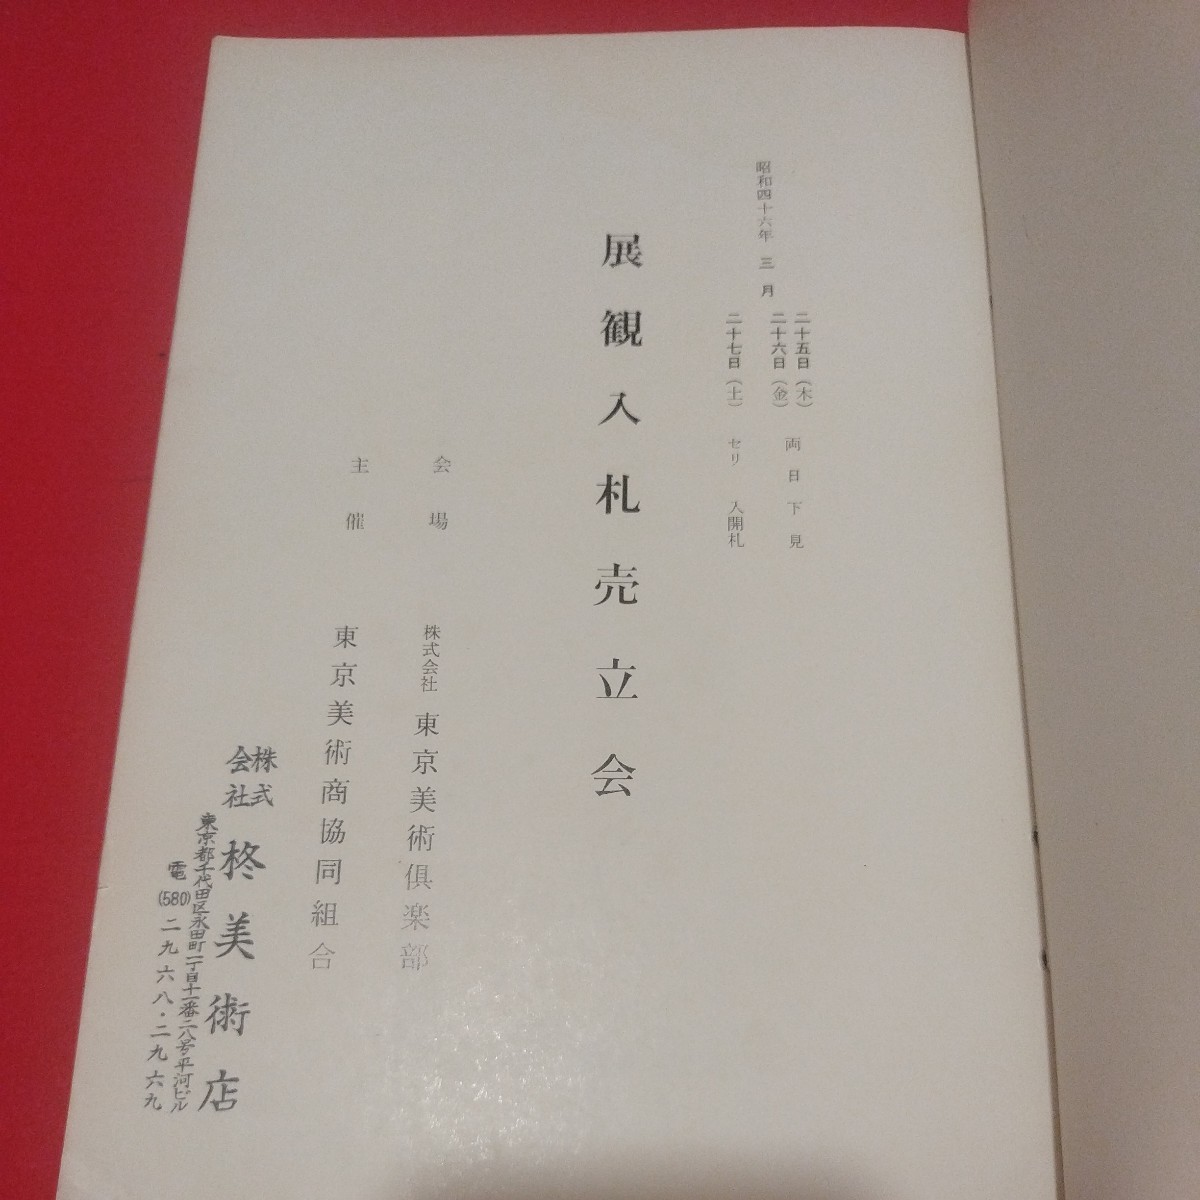 昭和四十六年 三月
二十五日（木）
二十六日（金） 両日下見
二十七日（土） セリ 入開札
展観入札売立会
会場 株式会社 東京美術倶楽部
主催 東京美術商協同組合
株式会社 柊美術店
東京都千代田区永田町一丁目十一番二八号平河ビル
電(580)二九六八・二九六九